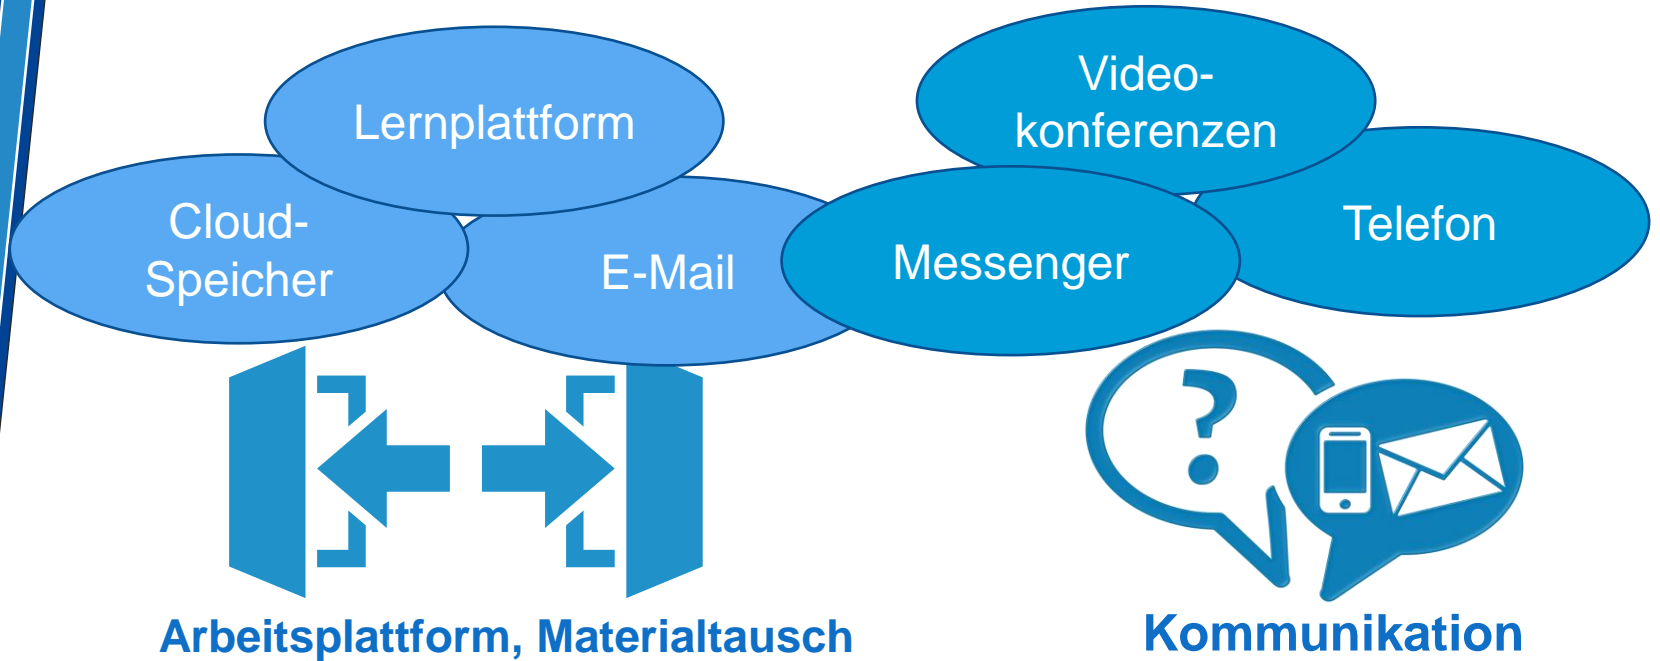 Lernplattform
Cloud-
Speicher
E-Mail
Video-
konferenzen
Messenger
Telefon
?
Arbeitsplattform, Materialtausch
Kommunikation